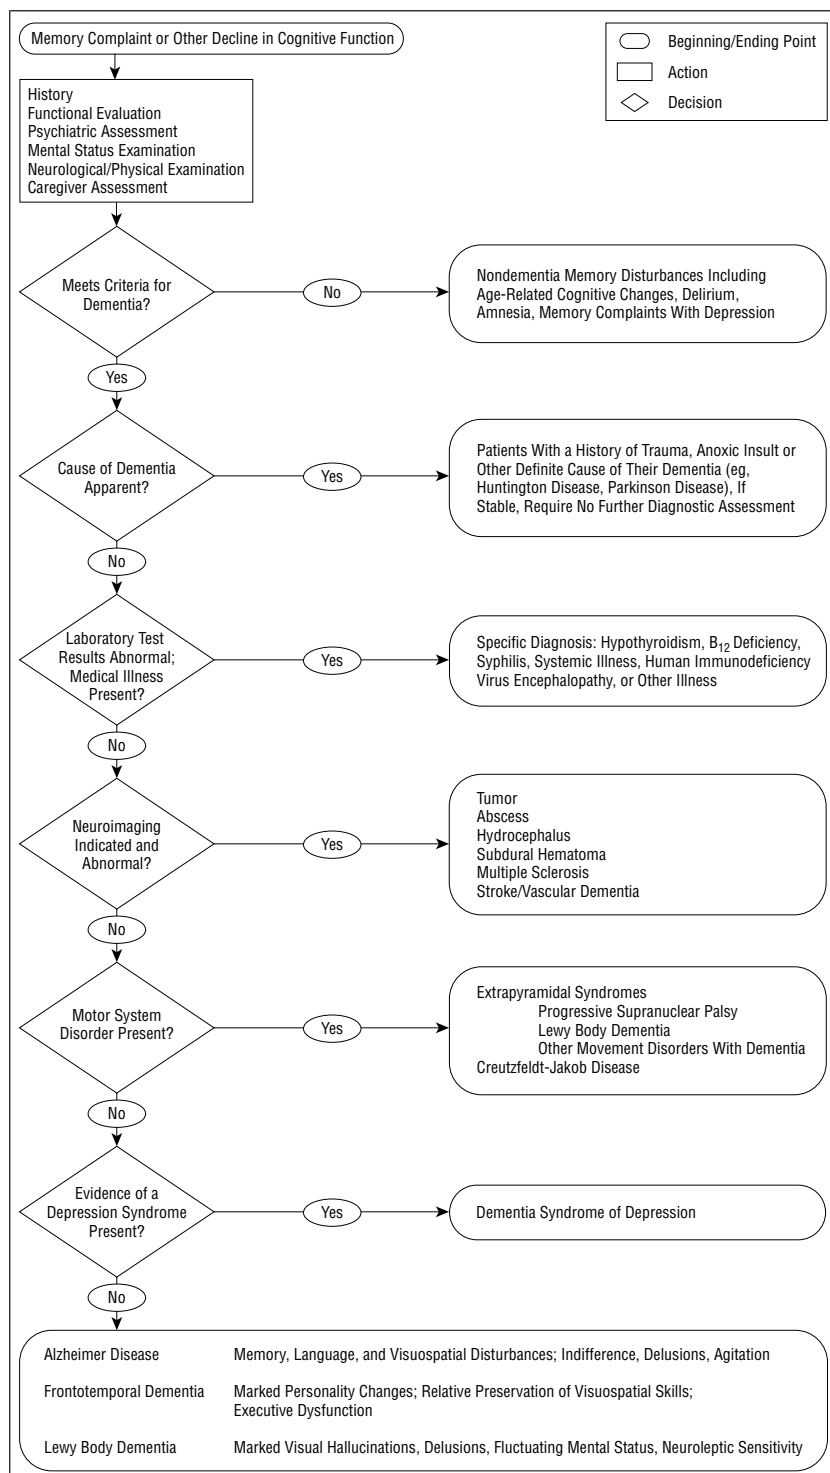 Memory Complaint or Other Decline in Cognitive Function
Beginning/Ending Point
Action
Decision
History
Functional Evaluation
Psychiatric Assessment
Mental Status Examination
Neurological/Physical Examination
Caregiver Assessment
Meets Criteria for
Dementia?
No
Nondementia Memory Disturbances Including
Age-Related Cognitive Changes, Delirium,
Amnesia, Memory Complaints With Depression
Yes
Cause of Dementia
Apparent?
Yes
Patients With a History of Trauma, Anoxic Insult or
Other Definite Cause of Their Dementia (eg,
Huntington Disease, Parkinson Disease), If
Stable, Require No Further Diagnostic Assessment
No
Laboratory Test
Results Abnormal;
Medical Illness
Present?
Yes
Specific Diagnosis: Hypothyroidism, B12 Deficiency,
Syphilis, Systemic Illness, Human Immunodeficiency
Virus Encephalopathy, or Other Illness
No
Neuroimaging
Indicated and
Abnormal?
Yes
Tumor
Abscess
Hydrocephalus
Subdural Hematoma
Multiple Sclerosis
Stroke/Vascular Dementia
No
Motor System
Disorder Present?
Yes
Extrapyramidal Syndromes
Progressive Supranuclear Palsy
Lewy Body Dementia
Other Movement Disorders With Dementia
Creutzfeldt-Jakob Disease
No
Evidence of a
Depression Syndrome
Present?
Yes
Dementia Syndrome of Depression
No
Alzheimer Disease Memory, Language, and Visuospatial Disturbances; Indifference, Delusions, Agitation
Frontotemporal Dementia Marked Personality Changes; Relative Preservation of Visuospatial Skills;
Executive Dysfunction
Lewy Body Dementia Marked Visual Hallucinations, Delusions, Fluctuating Mental Status, Neuroleptic Sensitivity